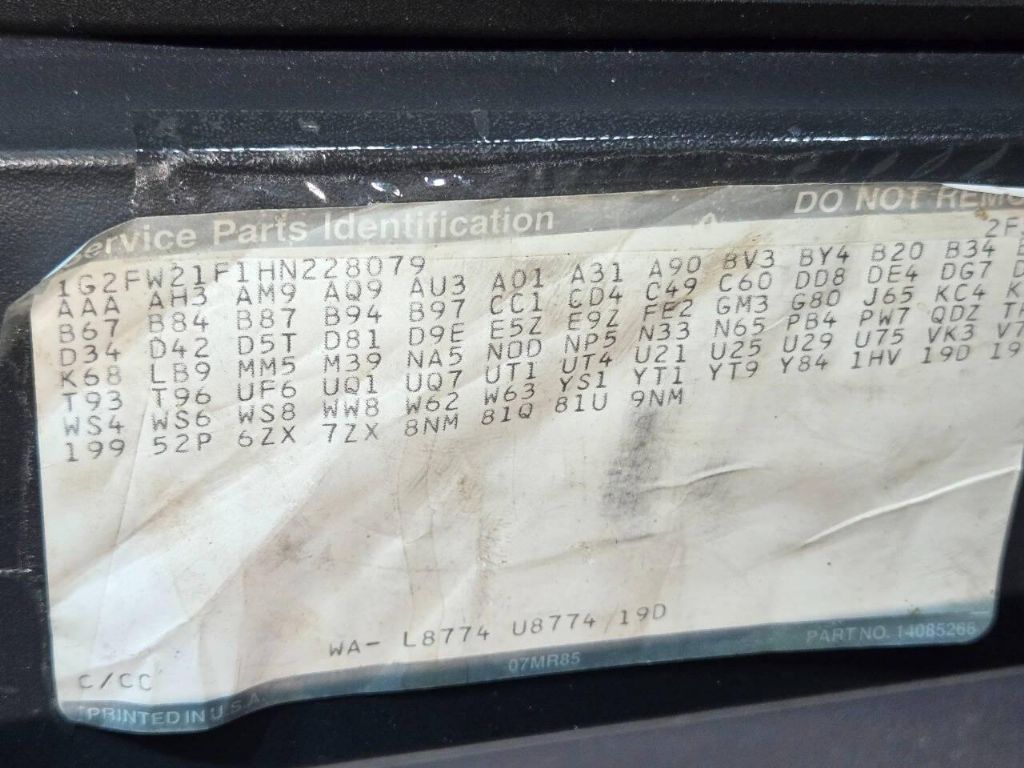 Service Parts Identification DO NOT REMO
1G2FW21F1HN228079 2F
AAA AH3 AM9 AQ9 AU3 A01 A31 A90 BV3 BY4 B20 B34
B67 B84 B87 B94 B97 CC1 CD4 C49 C60 DD8 DE4 DG7
D34 D42 D5T D81 D9E E5Z E9Z FE2 GM3 G80 J65 KC4
K68 LB9 MM5 M39 NA5 NOD NP5 N33 N65 PB4 PW7 QDZ
T93 T96 UF6 UQ1 UQ7 UT1 UT4 U21 U25 U29 U75 VK3
WS4 WS6 WS8 WW8 W62 W63 YS1 YT1 YT9 Y84 1HV 19D 19
199 52P 6ZX 7ZX 8NM 81Q 81U 9NM
WA- L8774 U8774 19D
C/CC 07MR85 PART NO. 14085266
PRINTED IN U.S.A.